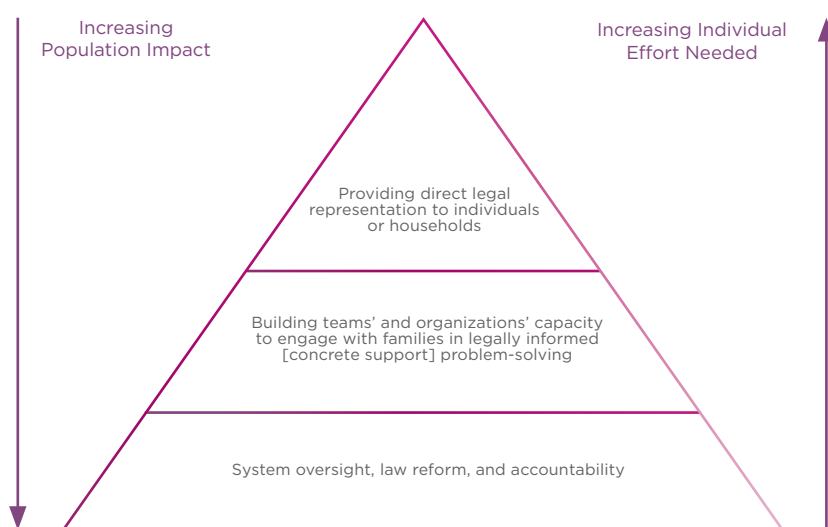 Increasing
Population Impact
Increasing Individual
Effort Needed
Providing direct legal
representation to individuals
or households
Building teams’ and organizations’ capacity
to engage with families in legally informed
[concrete support] problem-solving
System oversight, law reform, and accountability